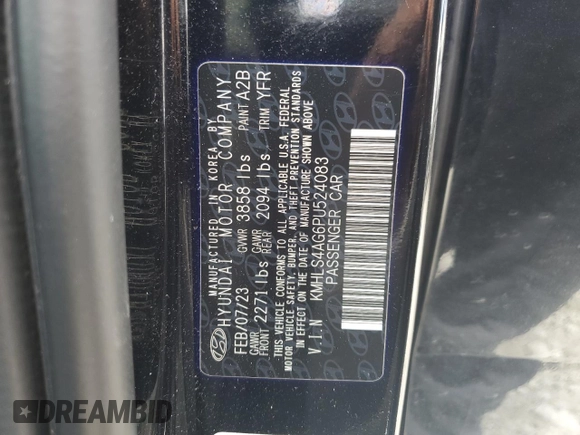 MANUFACTURED IN KOREA BY
HYUNDAI MOTOR COMPANY
FEB/07/23 GVWR 3858 lbs PAINT A2B
GAWR FRONT 2271 lbs GAWR REAR 2094 lbs TRIM YFR
THIS VEHICLE CONFORMS TO ALL APPLICABLE U.S.A. FEDERAL
MOTOR VEHICLE SAFETY, BUMPER, AND THEFT PREVENTION STANDARDS
IN EFFECT ON THE DATE OF MANUFACTURE SHOWN ABOVE
V.I.N KMHLS4AG6PU524083
PASSENGER CAR
DREAMBID